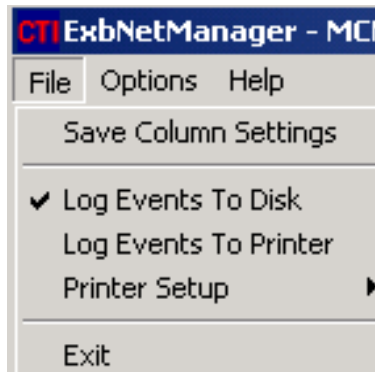 CTI ExbNetManager - MCM
File Options Help
Save Column Settings
Log Events To Disk
Log Events To Printer
Printer Setup
Exit